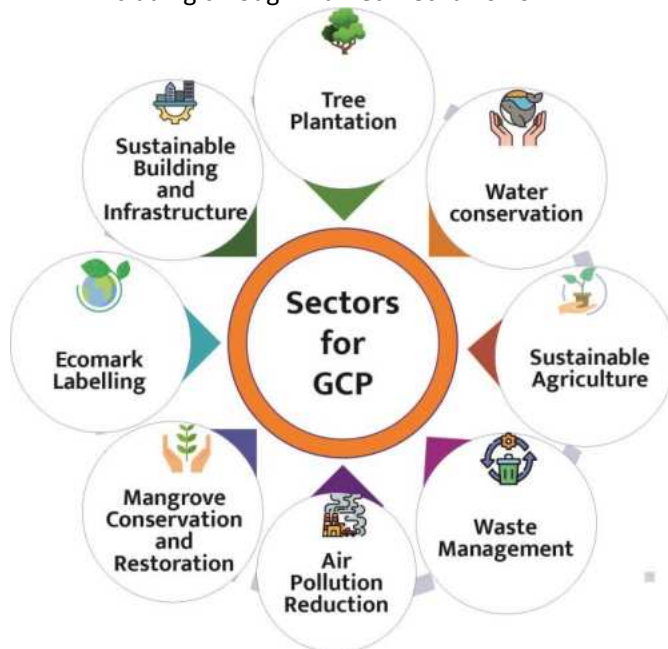 Tree
Plantation
Water
conservation
Sustainable
Agriculture
Waste
Management
Air
Pollution
Reduction
Mangrove
Conservation
and
Restoration
Ecomark
Labelling
Sustainable
Building
and
Infrastructure
Sectors
for
GCP